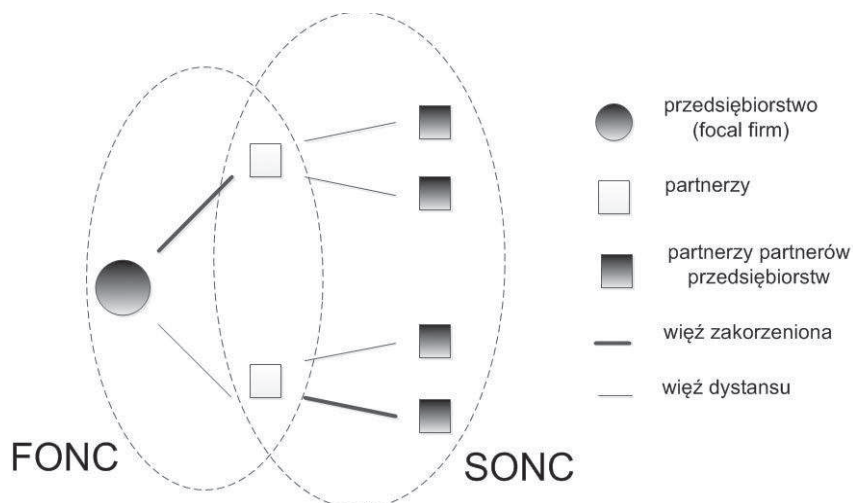 przedsiębiorstwo
(focal firm)
partnerzy
partnerzy partnerów
przedsiębiorstw
więź zakorzeniona
więź dystansu
FONC
SONC